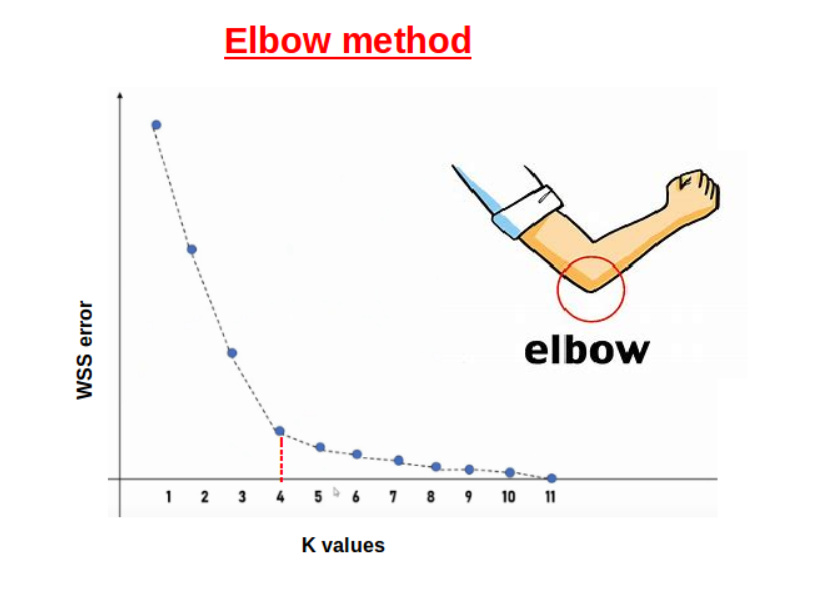 Elbow method
WSS error
elbow
1 2 3 4 5 6 7 8 9 10 11
K values